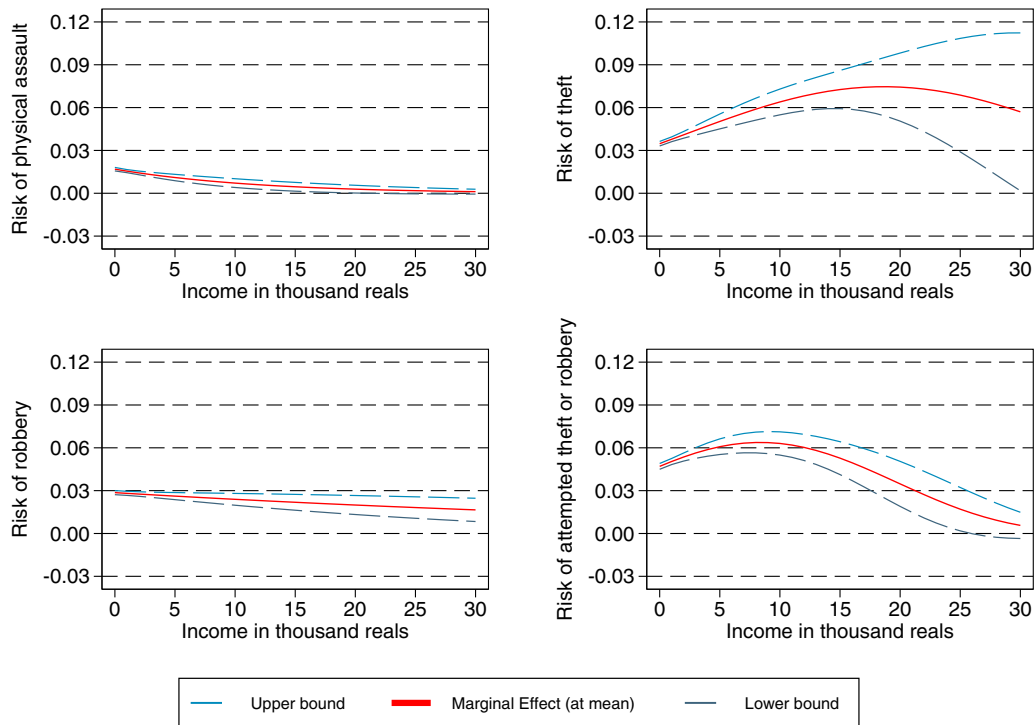 Risk of physical assault
0.12
0.09
0.06
0.03
0.00
-0.03
0 5 10 15 20 25 30
Income in thousand reals
Risk of theft
0.12
0.09
0.06
0.03
0.00
-0.03
0 5 10 15 20 25 30
Income in thousand reals
Risk of robbery
0.12
0.09
0.06
0.03
0.00
-0.03
0 5 10 15 20 25 30
Income in thousand reals
Risk of attempted theft or robbery
0.12
0.09
0.06
0.03
0.00
-0.03
0 5 10 15 20 25 30
Income in thousand reals
Upper bound Marginal Effect (at mean) Lower bound